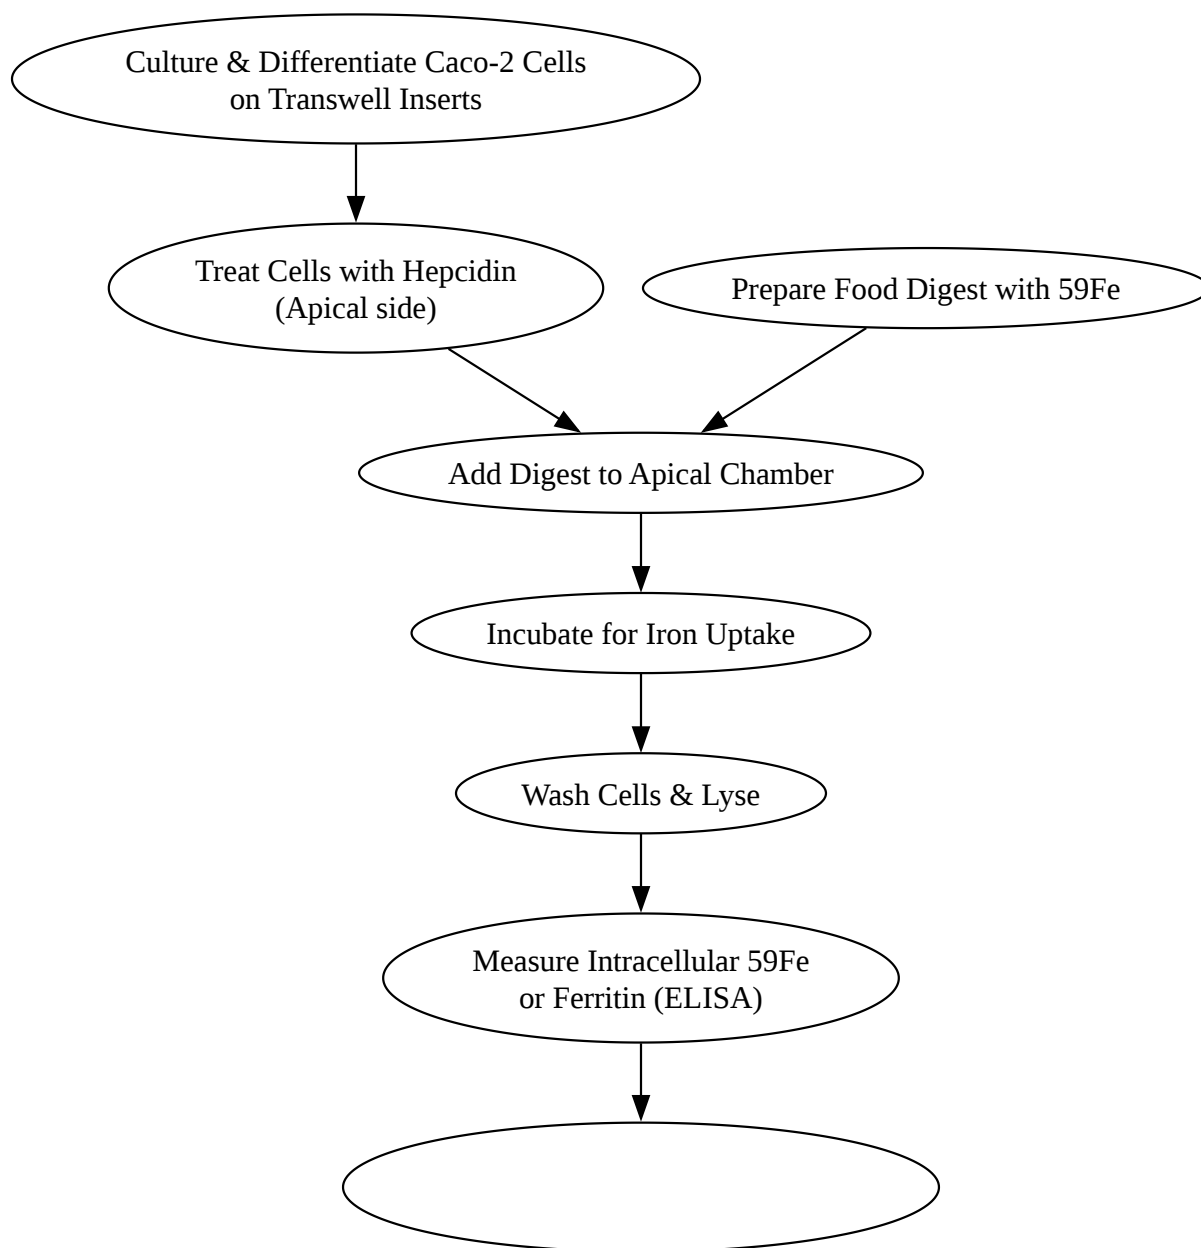 Culture & Differentiate Caco-2 Cells
on Transwell Inserts
Treat Cells with Hepcidin
(Apical side)
Prepare Food Digest with 59Fe
Add Digest to Apical Chamber
Incubate for Iron Uptake
Wash Cells & Lyse
Measure Intracellular 59Fe
or Ferritin (ELISA)